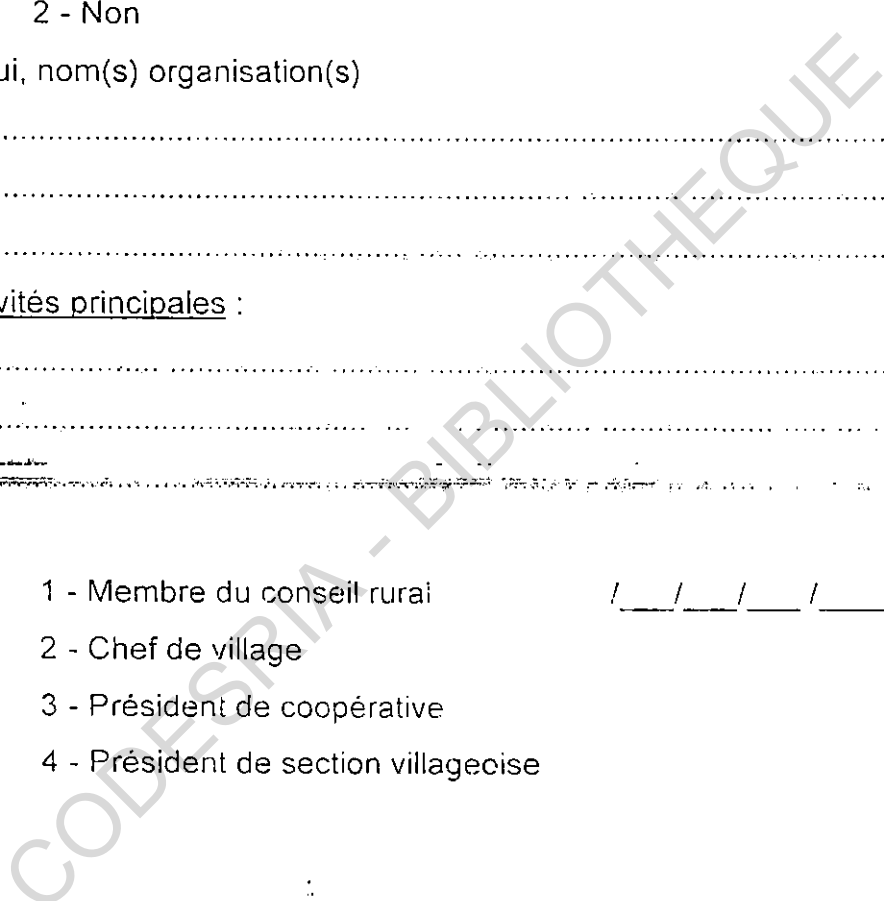 2 - Non
ui, nom(s) organisation(s)
vités principales :
1 - Membre du conseil rural /___/___/___ /____
2 - Chef de village
3 - Président de coopérative
4 - Président de section villagecise
CODESRIA - BIBLIOTHEQUE